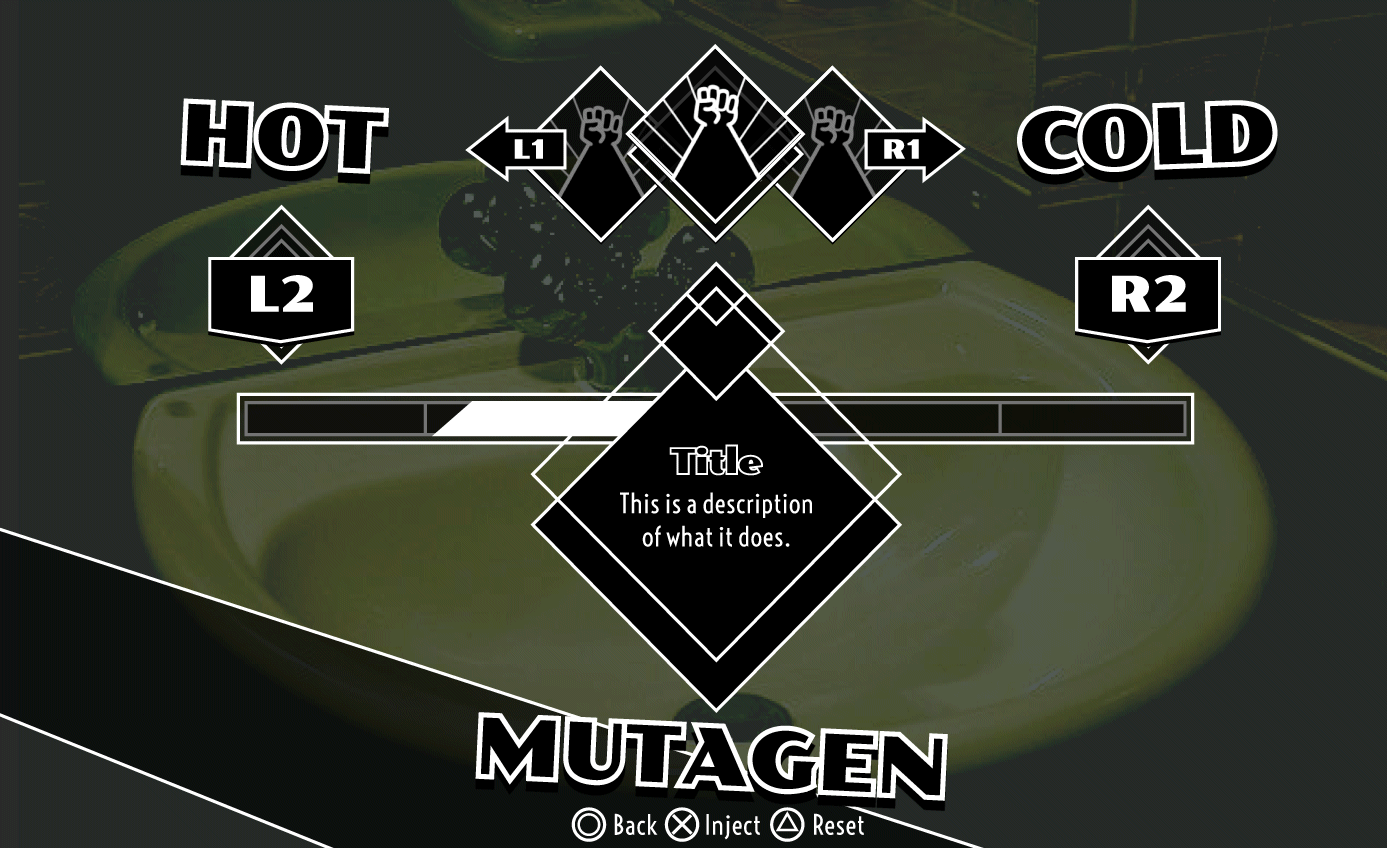 HOT
L1
R1
COLD
L2
R2
Title
This is a description
of what it does.
MUTAGEN
Back Inject Reset